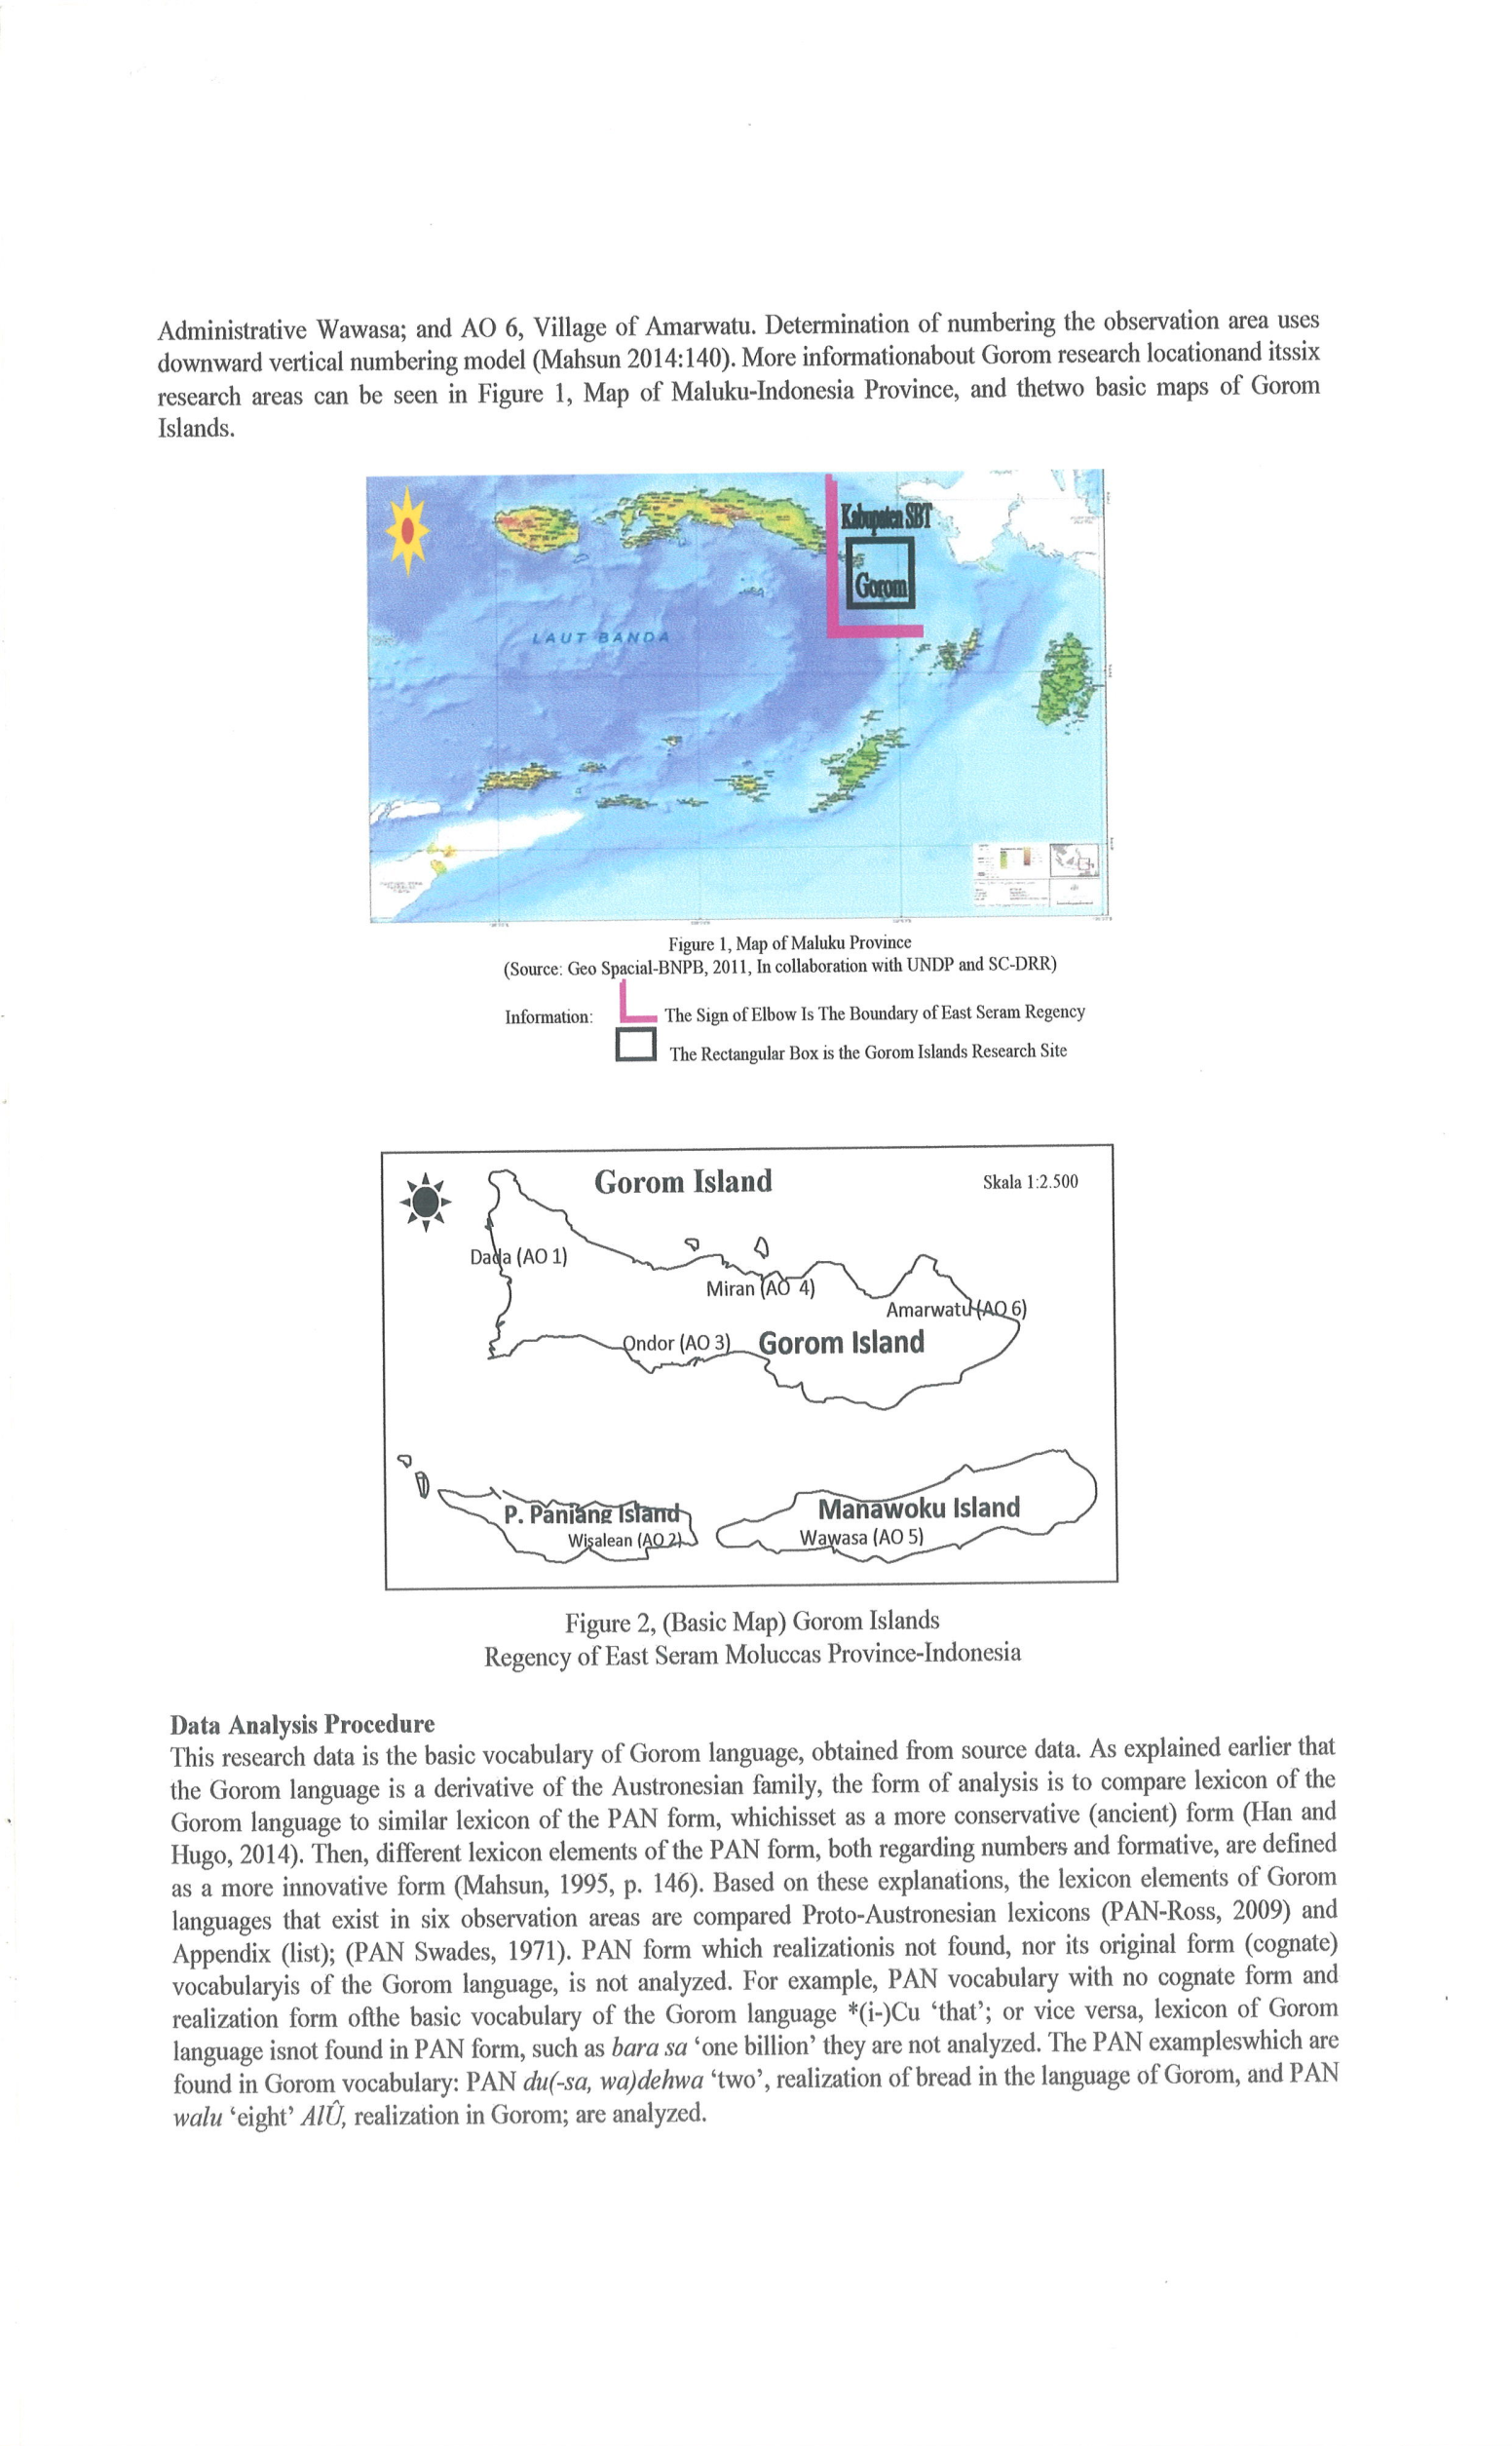 Administrative Wawasa; and AO 6, Village of Amarwatu. Determination of numbering the observation area uses
downward vertical numbering model (Mahsun 2014:140). More informationabout Gorom research locationand itssix
research areas can be seen in Figure 1, Map of Maluku-Indonesia Province, and thetwo basic maps of Gorom
Islands.
Kabupaten SBT
Gorom
LAUT BANDA
Figure 1, Map of Maluku Province
(Source: Geo Spacial-BNPB, 2011, In collaboration with UNDP and SC-DRR)
Information: The Sign of Elbow Is The Boundary of East Seram Regency
The Rectangular Box is the Gorom Islands Research Site
Gorom Island
Skala 1:2.500
Dada (AO 1)
Miran (AO 4)
Amarwatu (AO 6)
Ondor (AO 3) Gorom Island
P. Paniang Island
Manawoku Island
Wisalean (AO 2)
Wawasa (AO 5)
Figure 2, (Basic Map) Gorom Islands
Regency of East Seram Moluccas Province-Indonesia
Data Analysis Procedure
This research data is the basic vocabulary of Gorom language, obtained from source data. As explained earlier that
the Gorom language is a derivative of the Austronesian family, the form of analysis is to compare lexicon of the
Gorom language to similar lexicon of the PAN form, whichisset as a more conservative (ancient) form (Han and
Hugo, 2014). Then, different lexicon elements of the PAN form, both regarding numbers and formative, are defined
as a more innovative form (Mahsun, 1995, p. 146). Based on these explanations, the lexicon elements of Gorom
languages that exist in six observation areas are compared Proto-Austronesian lexicons (PAN-Ross, 2009) and
Appendix (list); (PAN Swades, 1971). PAN form which realizationis not found, nor its original form (cognate)
vocabularyis of the Gorom language, is not analyzed. For example, PAN vocabulary with no cognate form and
realization form ofthe basic vocabulary of the Gorom language *(i-)Cu ‘that’; or vice versa, lexicon of Gorom
language isnot found in PAN form, such as bara sa ‘one billion’ they are not analyzed. The PAN exampleswhich are
found in Gorom vocabulary: PAN du(-sa, wa)dehwa ‘two’, realization of bread in the language of Gorom, and PAN
walu ‘eight’ AlÛ, realization in Gorom; are analyzed.